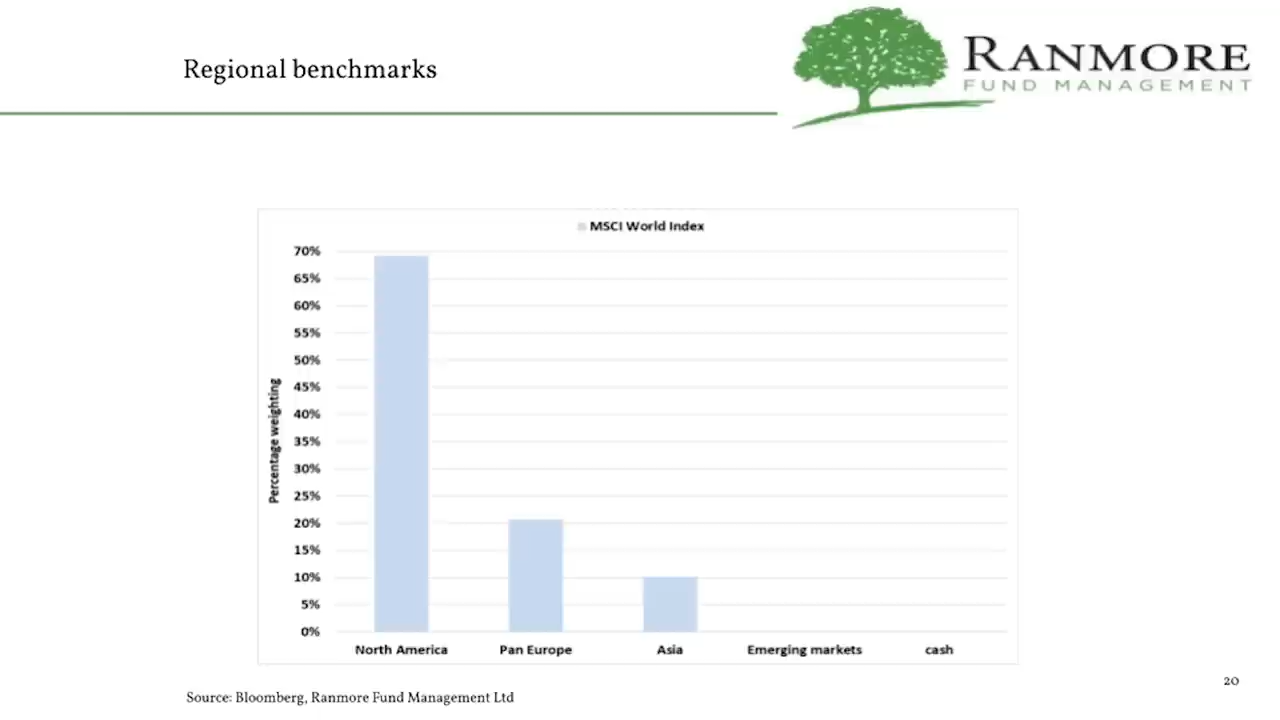 Regional benchmarks
RANMORE
FUND MANAGEMENT
MSCI World Index
70%
65%
60%
55%
50%
45%
40%
35%
30%
25%
20%
15%
10%
5%
0%
Percentage weighting
North America Pan Europe Asia Emerging markets cash
20
Source: Bloomberg, Ranmore Fund Management Ltd